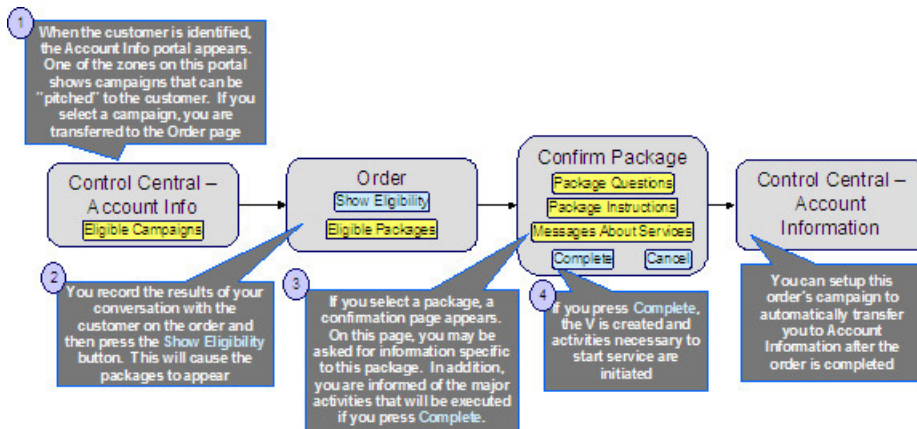 1
When the customer is identified,
the Account Info portal appears.
One of the zones on this portal
shows campaigns that can be
"pitched" to the customer. If you
select a campaign, you are
transferred to the Order page
Control Central –
Account Info
Eligible Campaigns
Order
Show Eligibility
Eligible Packages
Confirm Package
Package Questions
Package Instructions
Messages About Services
Complete
Cancel
Control Central –
Account
Information
2
You record the results of your
conversation with the
customer on the order and
then press the Show Eligibility
button. This will cause the
packages to appear
3
If you select a package, a
confirmation page appears.
On this page, you may be
asked for information specific
to this package. In addition,
you are informed of the major
activities that will be executed
if you press Complete.
4
If you press Complete,
the V is created and
activities necessary to
start service are
initiated
You can setup this
order's campaign to
automatically transfer
you to Account
Information after the
order is completed